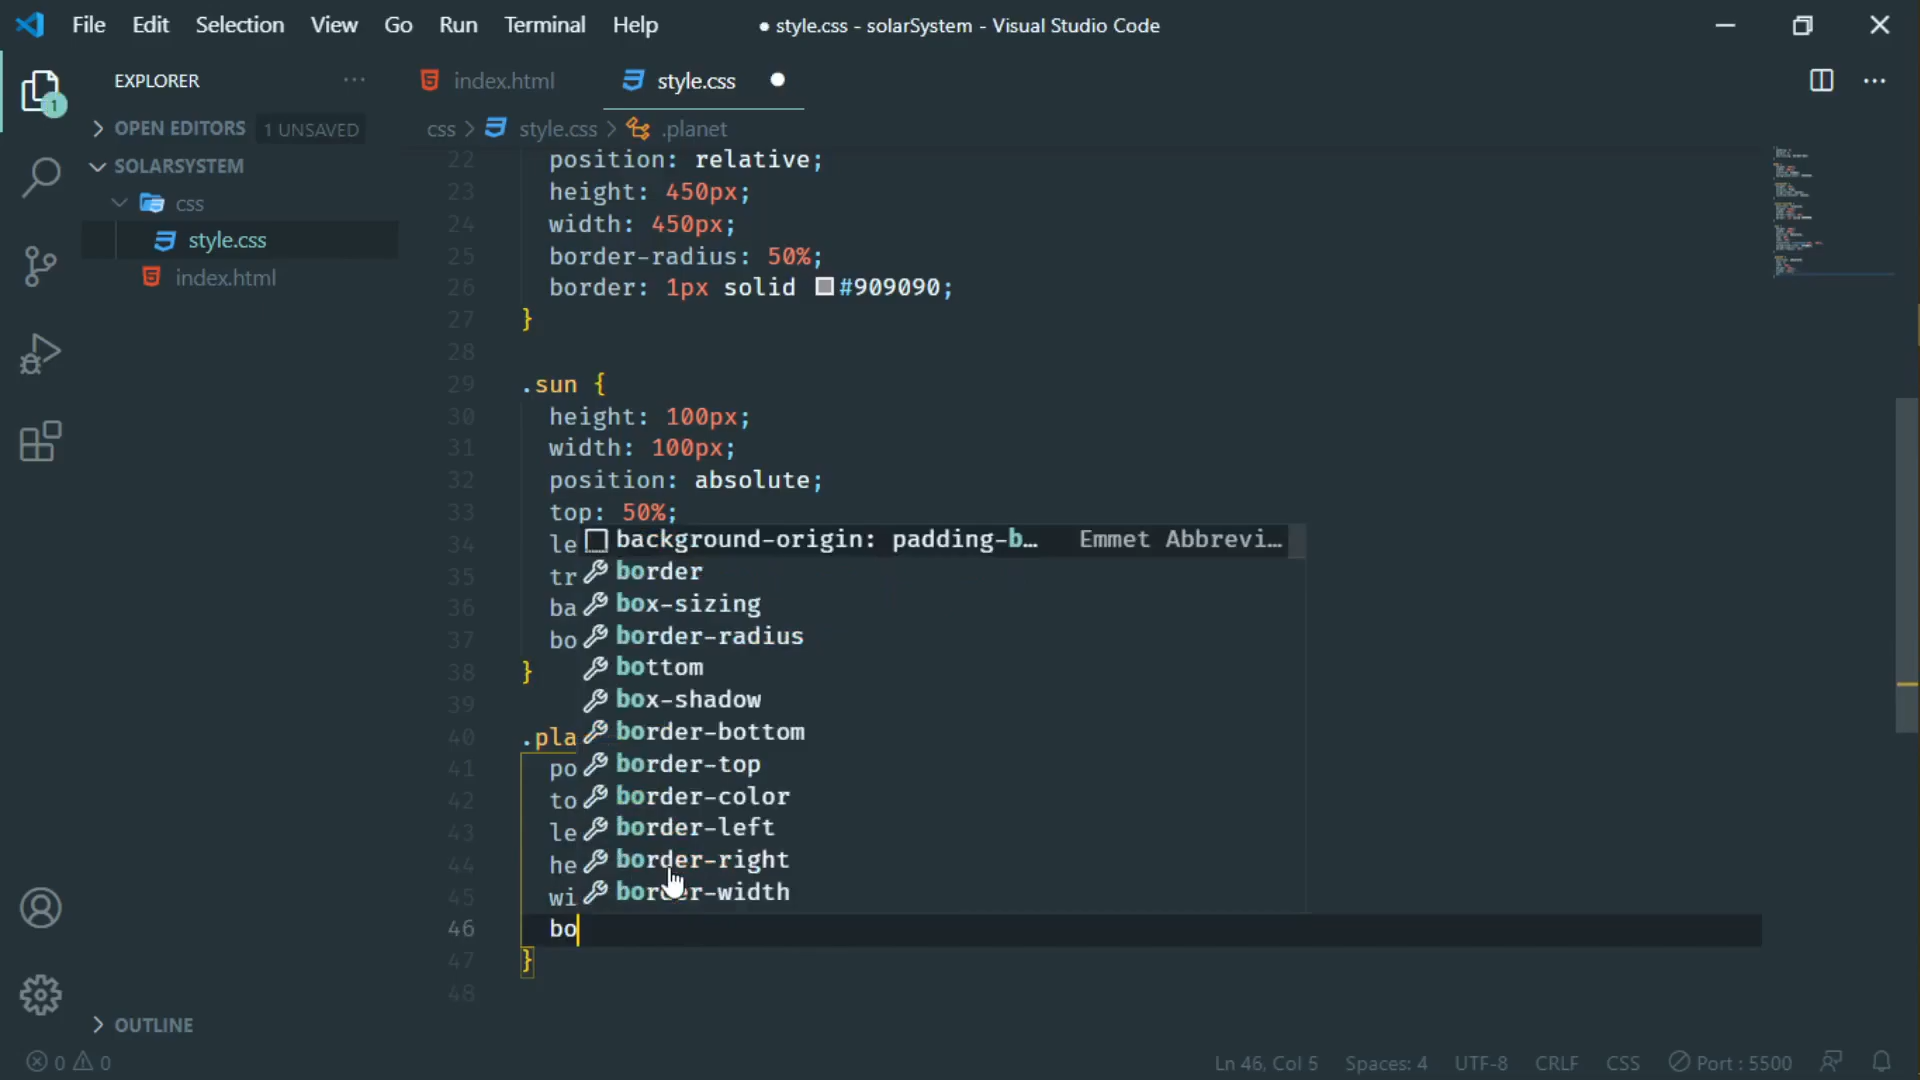 File Edit Selection View Go Run Terminal Help ● style.css - solarSystem - Visual Studio Code
EXPLORER ···
index.html
style.css
OPEN EDITORS 1 UNSAVED
css > style.css > .planet
SOLARSYSTEM
css
style.css
index.html
1
22 position: relative;
23 height: 450px;
24 width: 450px;
25 border-radius: 50%;
26 border: 1px solid #909090;
27 }
28
29 .sun {
30 height: 100px;
31 width: 100px;
32 position: absolute;
33 top: 50%;
34 le
35 tr
36 ba
37 bo
38 }
39
40 .pla
41 po
42 to
43 le
44 he
45 wi
46 bo
47 }
48
background-origin: padding-b… Emmet Abbrevi…
border
box-sizing
border-radius
bottom
box-shadow
border-bottom
border-top
border-color
border-left
border-right
border-width
OUTLINE
0 0
Ln 46, Col 5 Spaces: 4 UTF-8 CRLF CSS Port : 5500